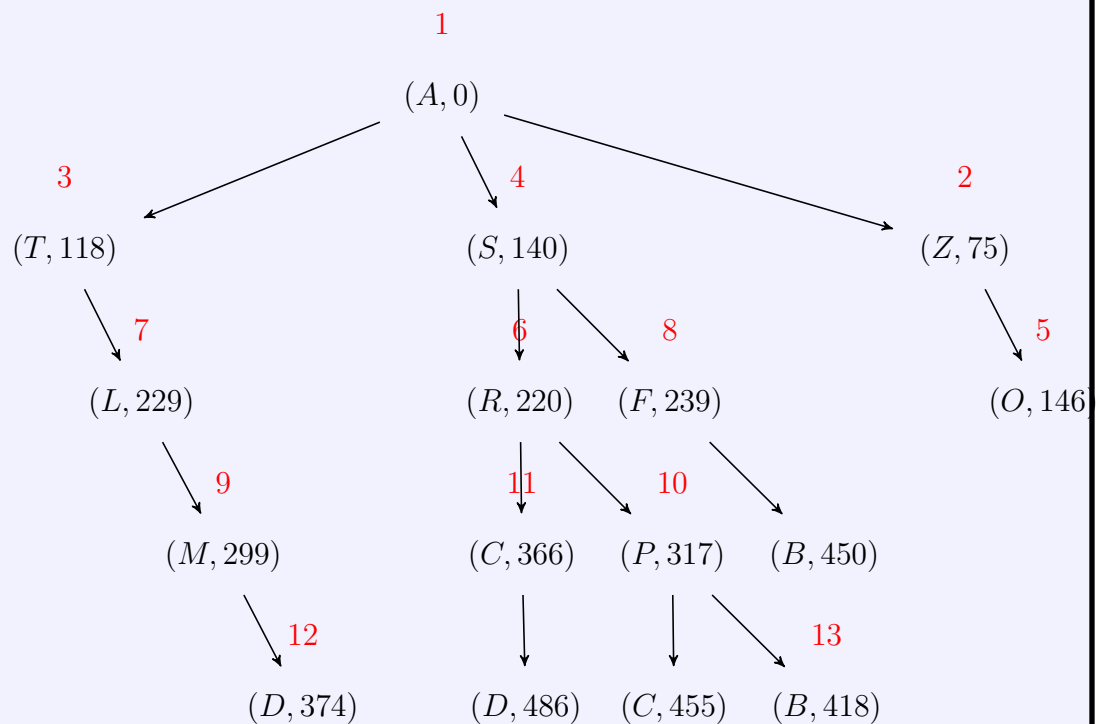 1
(A, 0)
3 4 2
(T, 118) (S, 140) (Z, 75)
7 6 8 5
(L, 229) (R, 220) (F, 239) (O, 146)
9 11 10
(M, 299) (C, 366) (P, 317) (B, 450)
12 13
(D, 374) (D, 486) (C, 455) (B, 418)